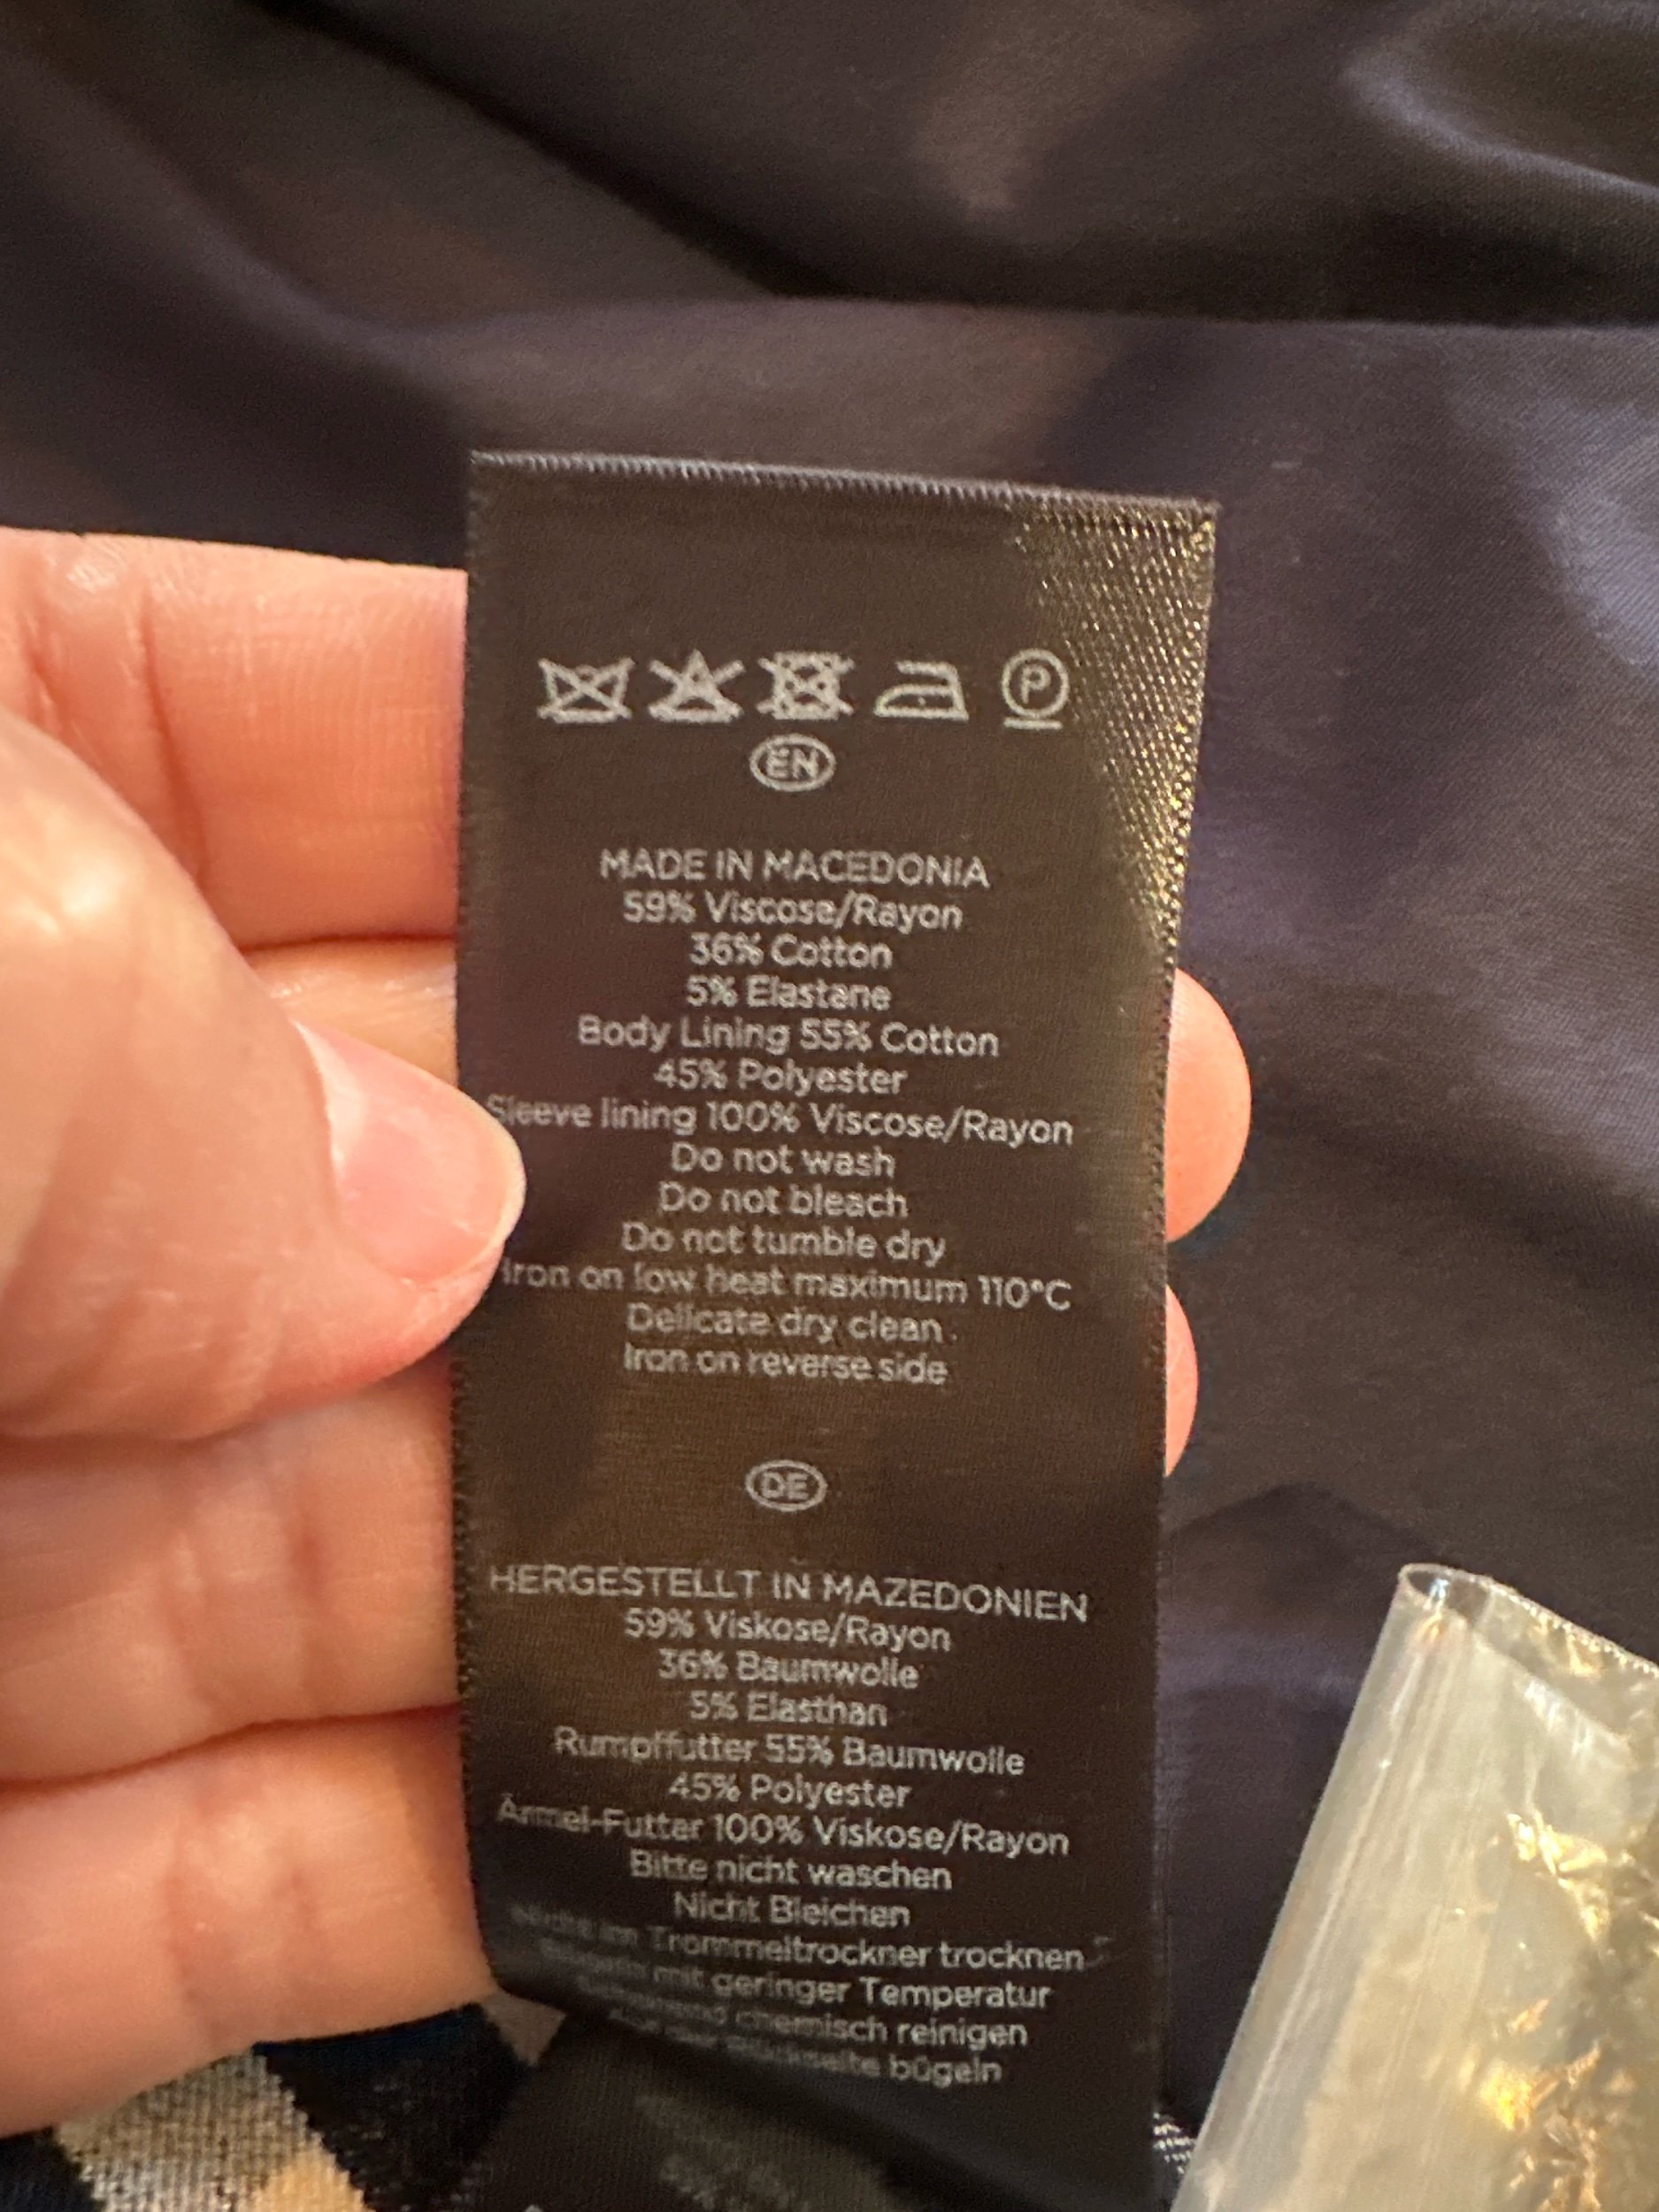 P
EN
MADE IN MACEDONIA
59% Viscose/Rayon
36% Cotton
5% Elastane
Body Lining 55% Cotton
45% Polyester
Sleeve lining 100% Viscose/Rayon
Do not wash
Do not bleach
Do not tumble dry
Iron on low heat maximum 110°C
Delicate dry clean.
Iron on reverse side
DE
HERGESTELLT IN MAZEDONIEN
59% Viskose/Rayon
36% Baumwolle
5% Elasthan
Rumpffutter 55% Baumwolle
45% Polyester
Ärmel-Futter 100% Viskose/Rayon
Bitte nicht waschen
Nicht Bleichen
Trommeltrockner trocknen
mit geringer Temperatur
chemisch reinigen
Rückseite bügeln